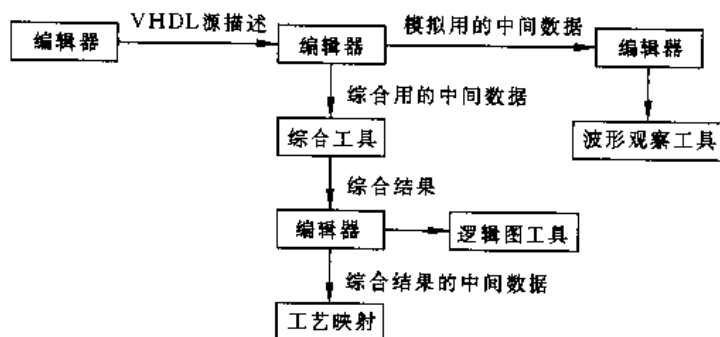 VHDL源描述
模拟用的中间数据
编辑器
编辑器
编辑器
综合用的中间数据
综合工具
波形观察工具
综合结果
编辑器
逻辑图工具
综合结果的中间数据
工艺映射